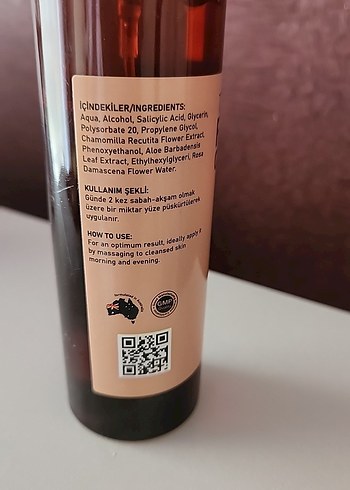 İÇİNDEKİLER/INGREDIENTS:
Aqua, Alcohol, Salicylic Acid, Glycerin,
Polysorbate 20, Propylene Glycol,
Chamomilla Recutita Flower Extract,
Phenoxyethanol, Aloe Barbadensis
Leaf Extract, Ethylhexylglyceri, Rosa
Damascena Flower Water.
KULLANIM ŞEKLİ:
Günde 2 kez sabah-akşam olmak
üzere bir miktar yüze püskürtülerek
uygulanır.
HOW TO USE:
For an optimum result, ideally apply it
by massaging to cleansed skin
morning and evening.
GMP